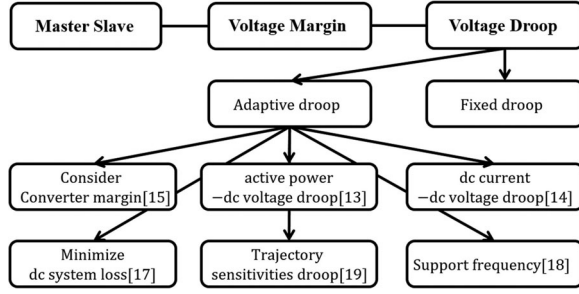 Master Slave
Voltage Margin
Voltage Droop
Adaptive droop
Fixed droop
Consider
Converter margin[15]
active power
−dc voltage droop[13]
dc current
−dc voltage droop[14]
Minimize
dc system loss[17]
Trajectory
sensitivities droop[19]
Support frequency[18]